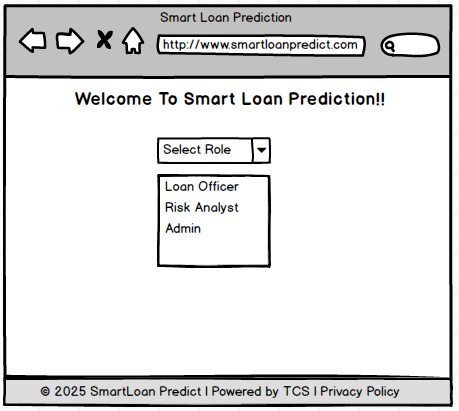 Smart Loan Prediction
http://www.smartloanpredict.com
Welcome To Smart Loan Prediction!!
Select Role
Loan Officer
Risk Analyst
Admin
© 2025 SmartLoan Predict | Powered by TCS | Privacy Policy